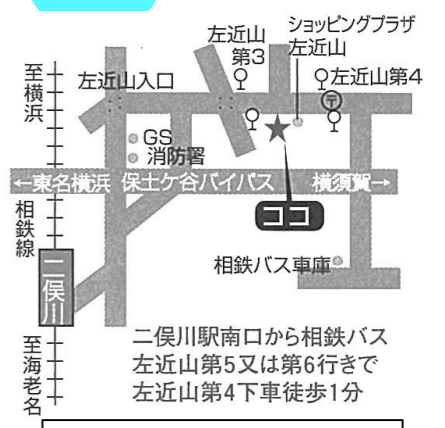 至横浜
左近山入口
左近山
第3
ショッピングプラザ
左近山
左近山第4
〒
GS
消防署
←東名横浜 保土ケ谷バイパス 横須賀→
相鉄線
ココ
二俣川
相鉄バス車庫
至海老名
二俣川駅南口から相鉄バス
左近山第5又は第6行きで
左近山第4下車徒歩1分